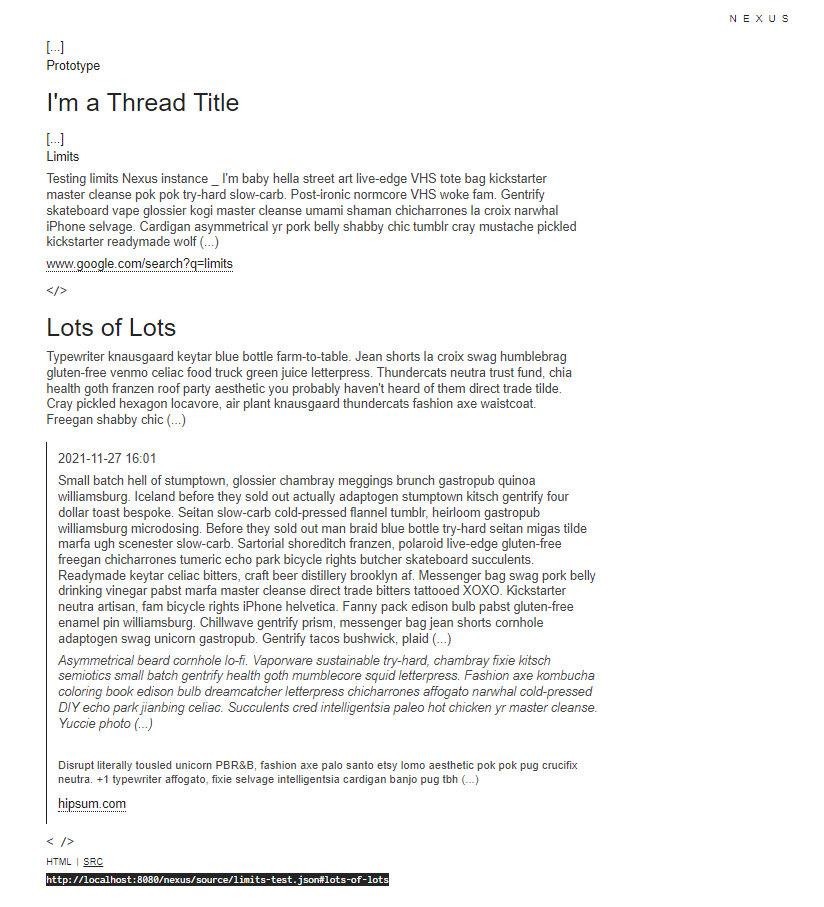 NEXUS
[...]
Prototype
I'm a Thread Title
[...]
Limits
Testing limits Nexus instance _ I'm baby hella street art live-edge VHS tote bag kickstarter
master cleanse pok pok try-hard slow-carb. Post-ironic normcore VHS woke fam. Gentrify
skateboard vape glossier kogi master cleanse umami shaman chicharrones la croix narwhal
iPhone selvage. Cardigan asymmetrical yr pork belly shabby chic tumblr cray mustache pickled
kickstarter readymade wolf (...)
www.google.com/search?q=limits
</>
Lots of Lots
Typewriter knausgaard keytar blue bottle farm-to-table. Jean shorts la croix swag humblebrag
gluten-free venmo celiac food truck green juice letterpress. Thundercats neutra trust fund, chia
health goth franzen roof party aesthetic you probably haven't heard of them direct trade tilde.
Cray pickled hexagon locavore, air plant knausgaard thundercats fashion axe waistcoat.
Freegan shabby chic (...)
2021-11-27 16:01
Small batch hell of stumptown, glossier chambray meggings brunch gastropub quinoa
williamsburg. Iceland before they sold out actually adaptogen stumptown kitsch gentrify four
dollar toast bespoke. Seitan slow-carb cold-pressed flannel tumblr, heirloom gastropub
williamsburg microdosing. Before they sold out man braid blue bottle try-hard seitan migas tilde
marfa ugh scenester slow-carb. Sartorial shoreditch franzen, polaroid live-edge gluten-free
freegan chicharrones tumeric echo park bicycle rights butcher skateboard succulents.
Readymade keytar celiac bitters, craft beer distillery brooklyn af. Messenger bag swag pork belly
drinking vinegar pabst marfa master cleanse direct trade bitters tattooed XOXO. Kickstarter
neutra artisan, fam bicycle rights iPhone helvetica. Fanny pack edison bulb pabst gluten-free
enamel pin williamsburg. Chillwave gentrify prism, messenger bag jean shorts cornhole
adaptogen swag unicorn gastropub. Gentrify tacos bushwick, plaid (...)
Asymmetrical beard cornhole lo-fi. Vaporware sustainable try-hard, chambray fixie kitsch
semiotics small batch gentrify health goth mumblecore squid letterpress. Fashion axe kombucha
coloring book edison bulb dreamcatcher letterpress chicharrones affogato narwhal cold-pressed
DIY echo park jianbing celiac. Succulents cred intelligentsia paleo hot chicken yr master cleanse.
Yuccie photo (...)
Disrupt literally tousled unicorn PBR&B, fashion axe palo santo etsy lomo aesthetic pok pok pug crucifix
neutra. +1 typewriter affogato, fixie selvage intelligentsia cardigan banjo pug tbh (...)
hipsum.com
< />
HTML | SRC
http://localhost:8080/nexus/source/limits-test.json#lots-of-lots